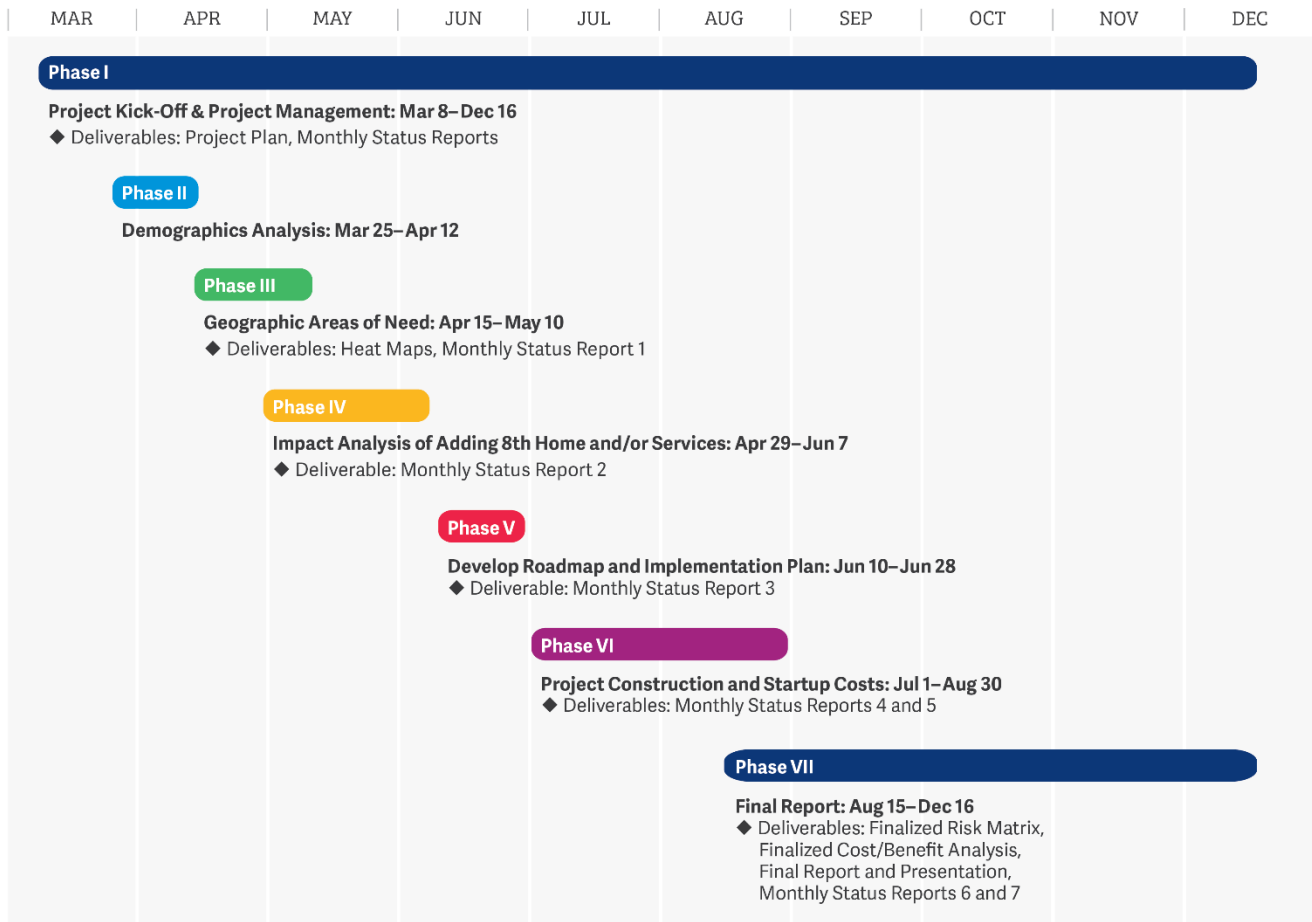 MAR APR MAY JUN JUL AUG SEP OCT NOV DEC
Phase I
Project Kick-Off & Project Management: Mar 8–Dec 16
◆ Deliverables: Project Plan, Monthly Status Reports
Phase II
Demographics Analysis: Mar 25–Apr 12
Phase III
Geographic Areas of Need: Apr 15–May 10
◆ Deliverables: Heat Maps, Monthly Status Report 1
Phase IV
Impact Analysis of Adding 8th Home and/or Services: Apr 29–Jun 7
◆ Deliverable: Monthly Status Report 2
Phase V
Develop Roadmap and Implementation Plan: Jun 10–Jun 28
◆ Deliverable: Monthly Status Report 3
Phase VI
Project Construction and Startup Costs: Jul 1–Aug 30
◆ Deliverables: Monthly Status Reports 4 and 5
Phase VII
Final Report: Aug 15–Dec 16
◆ Deliverables: Finalized Risk Matrix,
Finalized Cost/Benefit Analysis,
Final Report and Presentation,
Monthly Status Reports 6 and 7